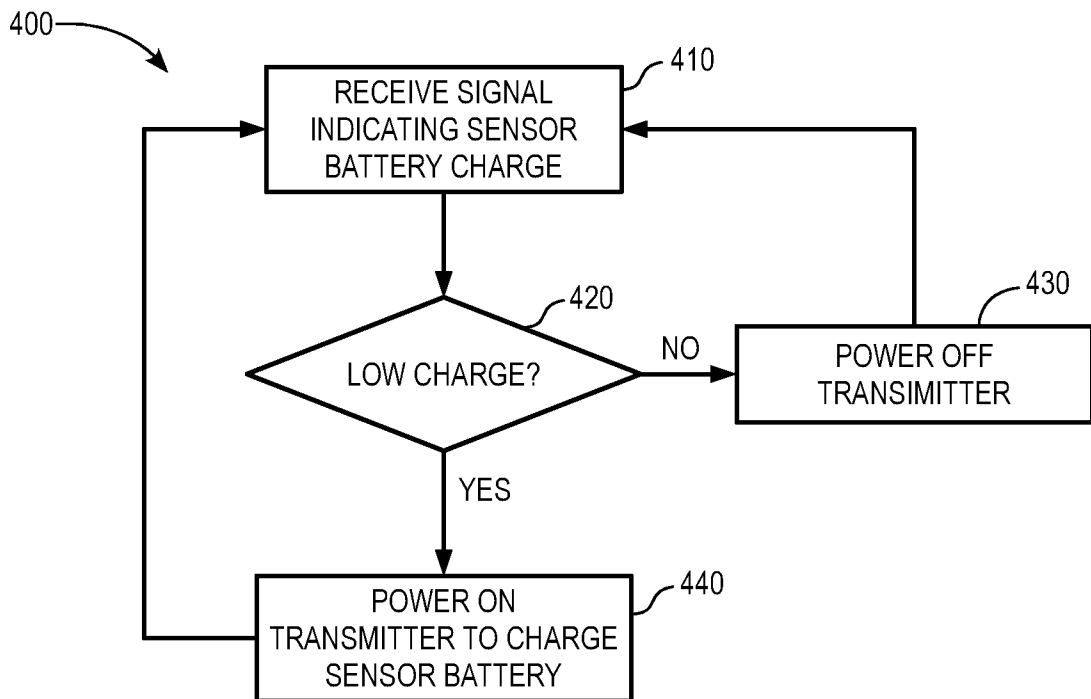 400
410
RECEIVE SIGNAL
INDICATING SENSOR
BATTERY CHARGE
420
LOW CHARGE?
NO
430
POWER OFF
TRANSIMITTER
YES
440
POWER ON
TRANSMITTER TO CHARGE
SENSOR BATTERY